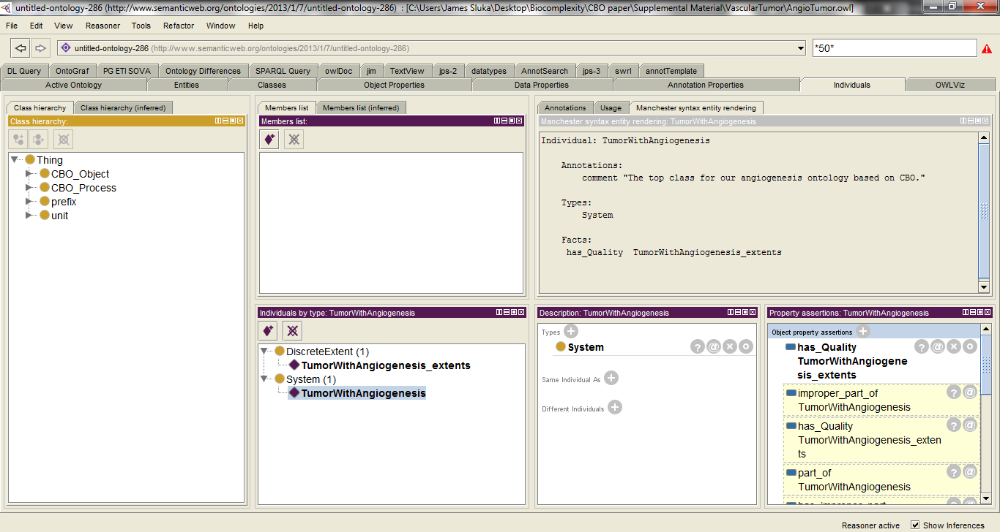 untitled-ontology-286 (http://www.semanticweb.org/ontologies/2013/1/7/untitled-ontology-286) : [C:\Users\James Sluka\Desktop\Biocomplexity\CBO paper\Supplemental Material\VascularTumor\AngioTumor.owl]
File Edit View Reasoner Tools Refactor Window Help
untitled-ontology-286 (http://www.semanticweb.org/ontologies/2013/1/7/untitled-ontology-286) *50*
DL Query OntoGraf PG ETI SOVA Ontology Differences SPARQL Query owlDoc jim TextView jps-2 datatypes AnnotSearch jps-3 swrl annotTemplate
Active Ontology Entities Classes Object Properties Data Properties Annotation Properties Individuals OWLViz
Class hierarchy Class hierarchy (inferred)
Class hierarchy:
Thing
CBO_Object
CBO_Process
prefix
unit
Members list Members list (inferred)
Members list:
Annotations Usage Manchester syntax entity rendering
Manchester syntax entity rendering: TumorWithAngiogenesis
Individual: TumorWithAngiogenesis
Annotations:
comment "The top class for our angiogenesis ontology based on CBO."
Types:
System
Facts:
has_Quality TumorWithAngiogenesis_extents
Individuals by type: TumorWithAngiogenesis
DiscreteExtent (1)
TumorWithAngiogenesis_extents
System (1)
TumorWithAngiogenesis
Description: TumorWithAngiogenesis
Types
System
Same Individual As
Different Individuals
Property assertions: TumorWithAngiogenesis
Object property assertions
has_Quality
TumorWithAngiogene
sis_extents
improper_part_of
TumorWithAngiogenesis
has_Quality
TumorWithAngiogenesis_exten
ts
part_of
TumorWithAngiogenesis
Reasoner active Show Inferences